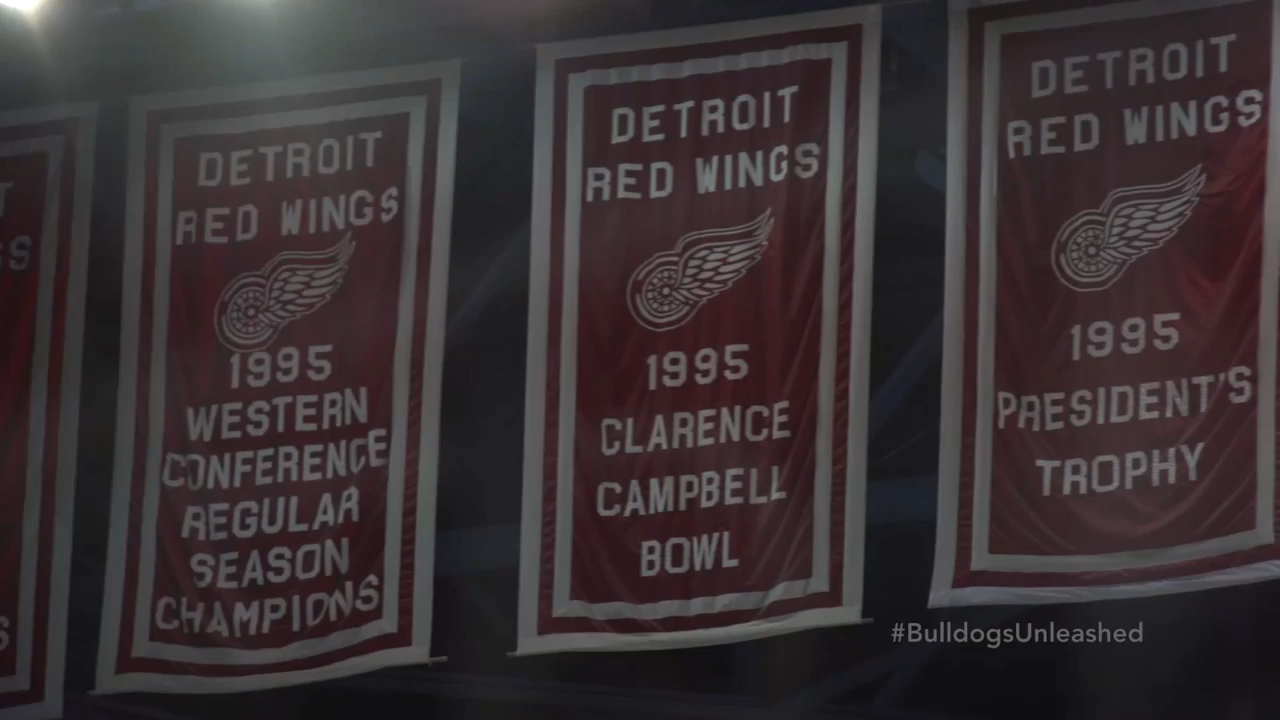 DETROIT
RED WINGS
1995
WESTERN
CONFERENCE
REGULAR
SEASON
CHAMPIONS
DETROIT
RED WINGS
1995
CLARENCE
CAMPBELL
BOWL
DETROIT
RED WINGS
1995
PRESIDENT'S
TROPHY
#BulldogsUnleashed